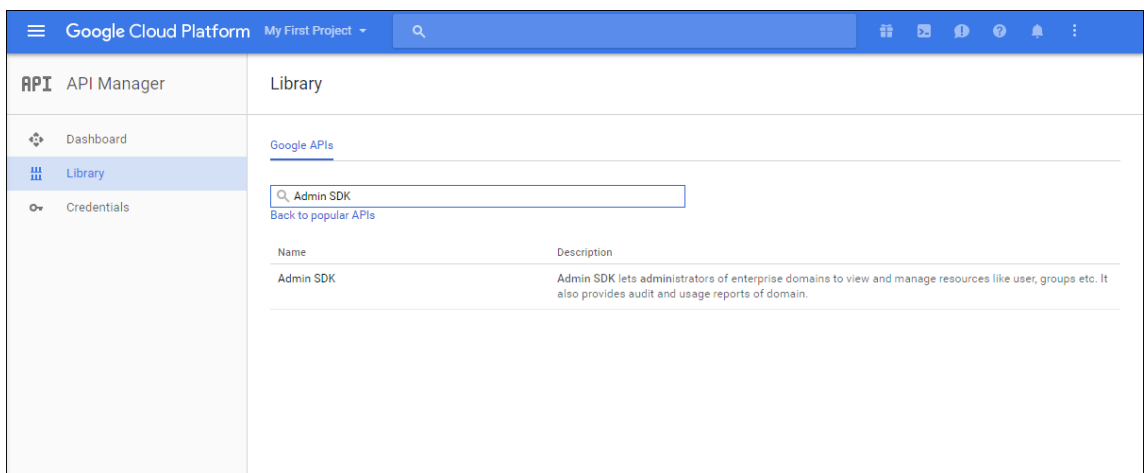 Google Cloud Platform My First Project
API API Manager
Library
Dashboard
Library
Credentials
Google APIs
Admin SDK
Back to popular APIs
Name Description
Admin SDK Admin SDK lets administrators of enterprise domains to view and manage resources like user, groups etc. It
also provides audit and usage reports of domain.